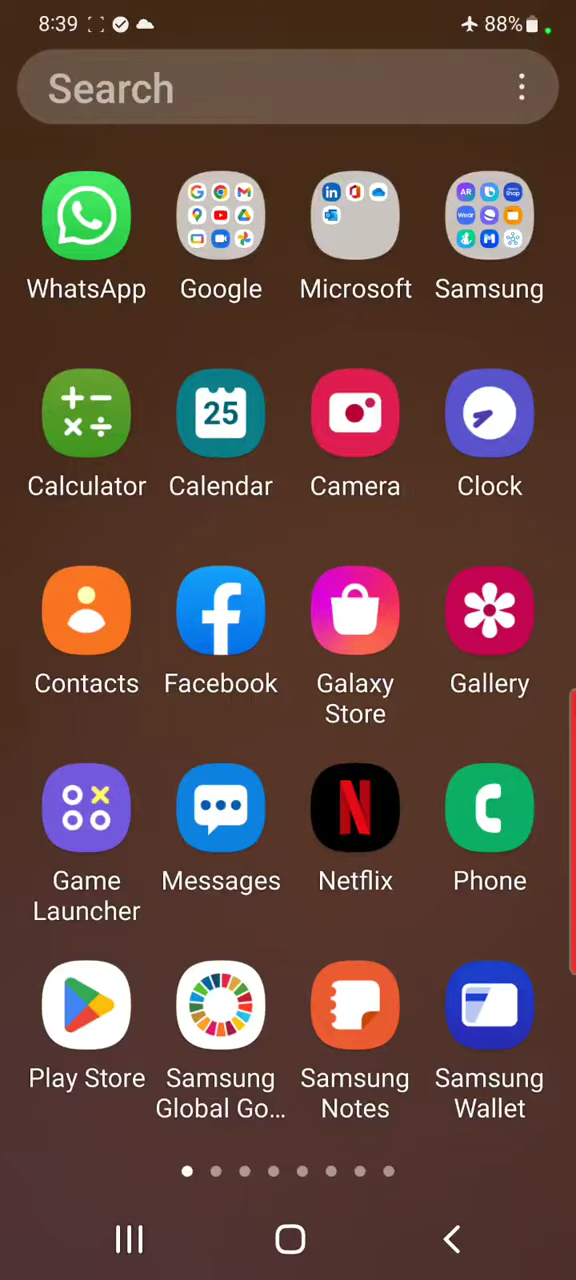 8:39 88%
Search
WhatsApp Google Microsoft Samsung
25
Calculator Calendar Camera Clock
Contacts Facebook Galaxy Store Gallery
Game Launcher Messages Netflix Phone
Play Store Samsung Global Go... Samsung Notes Samsung Wallet